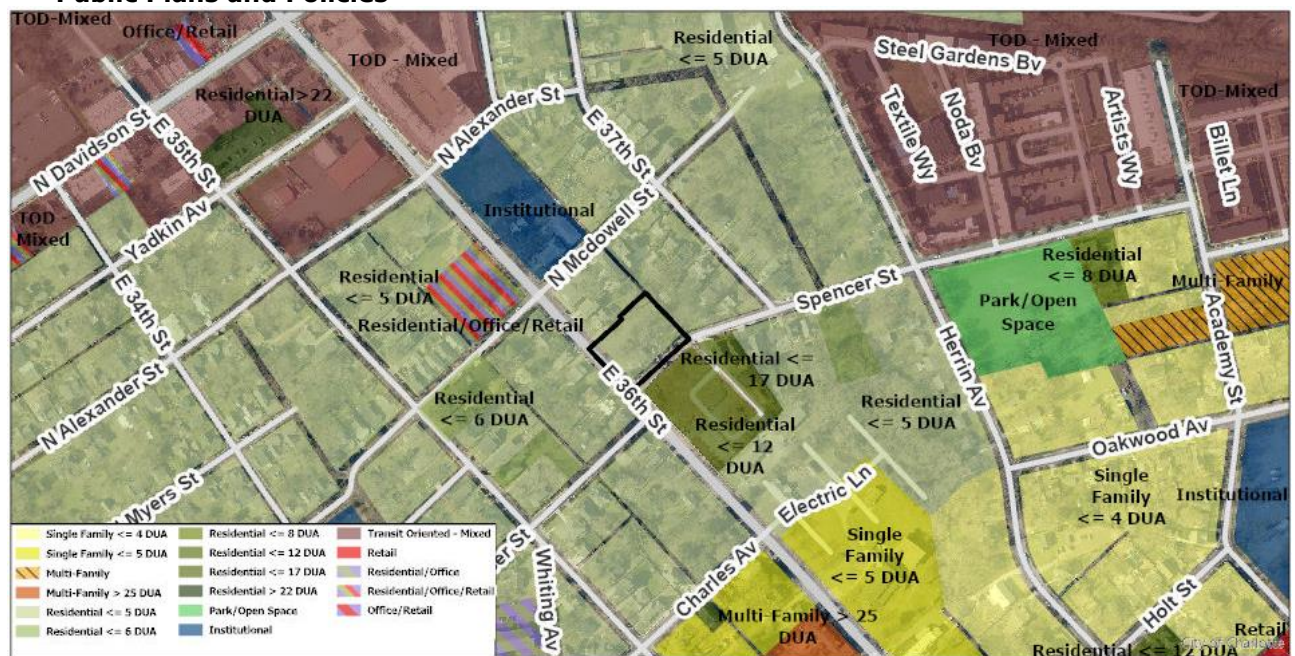 Public Plans and Policies
TOD-Mixed
Office/Retail
TOD - Mixed
Residential
<= 5 DUA
Steel Gardens Bv
TOD - Mixed
TOD-Mixed
Residential>22
DUA
N Davidson St
E 35th St
N Alexander St
E 37th St
Textile Wy
Noda Bv
Artists Wy
Billet Ln
TOD -
Mixed
Yadkin Av
Institutional
N Mcdowell St
E 34th St
Residential
<= 5 DUA
Residential/Office/Retail
Spencer St
Park/Open
Space
Residential
<= 8 DUA
Multi-Family
Academy St
Herrin Av
Residential <=
17 DUA
N Alexander St
Residential
<= 6 DUA
E 36th St
Residential
<= 12
DUA
Residential
<= 5 DUA
Oakwood Av
Single
Family
<= 4 DUA
Institutional
Myers St
Electric Ln
Single
Family
<= 5 DUA
Charles Av
Whiting Av
er St
Multi-Family > 25
DUA
Holt St
Retail
Residential <= 12 DUA
City of Charlotte
Single Family <= 4 DUA
Single Family <= 5 DUA
Multi-Family
Multi-Family > 25 DUA
Residential <= 5 DUA
Residential <= 6 DUA
Residential <= 8 DUA
Residential <= 12 DUA
Residential <= 17 DUA
Residential > 22 DUA
Park/Open Space
Institutional
Transit Oriented - Mixed
Retail
Residential/Office
Residential/Office/Retail
Office/Retail